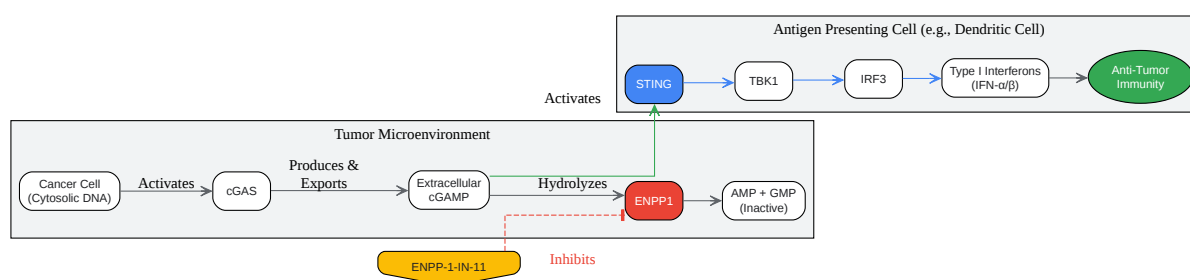 Antigen Presenting Cell (e.g., Dendritic Cell)
STING
TBK1
IRF3
Type I Interferons
(IFN-α/β)
Anti-Tumor
Immunity
Activates
Tumor Microenvironment
Cancer Cell
(Cytosolic DNA)
Activates
cGAS
Produces &
Exports
Extracellular
cGAMP
Hydrolyzes
ENPP1
AMP + GMP
(Inactive)
ENPP-1-IN-11
Inhibits